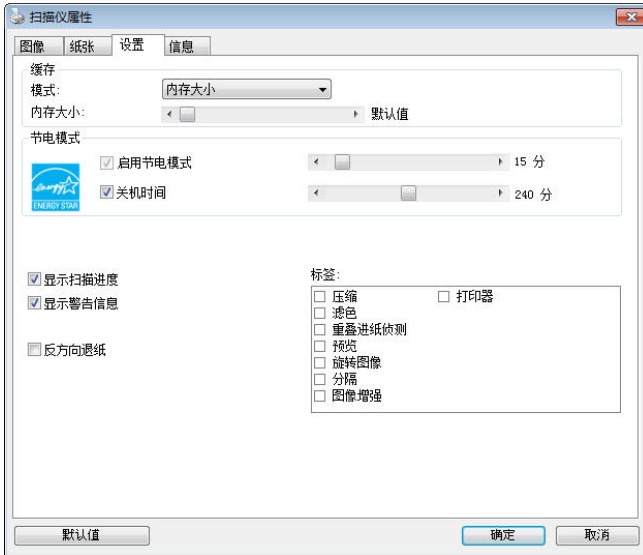 扫描仪属性
图像 纸张 设置 信息
缓存
模式: 内存大小
内存大小: 默认值
节电模式
启用节电模式 15 分
关机时间 240 分
energy
ENERGY STAR
显示扫描进度
显示警告信息
反方向退纸
标签:
压缩 打印器
滤色
重叠进纸侦测
预览
旋转图像
分隔
图像增强
默认值 确定 取消